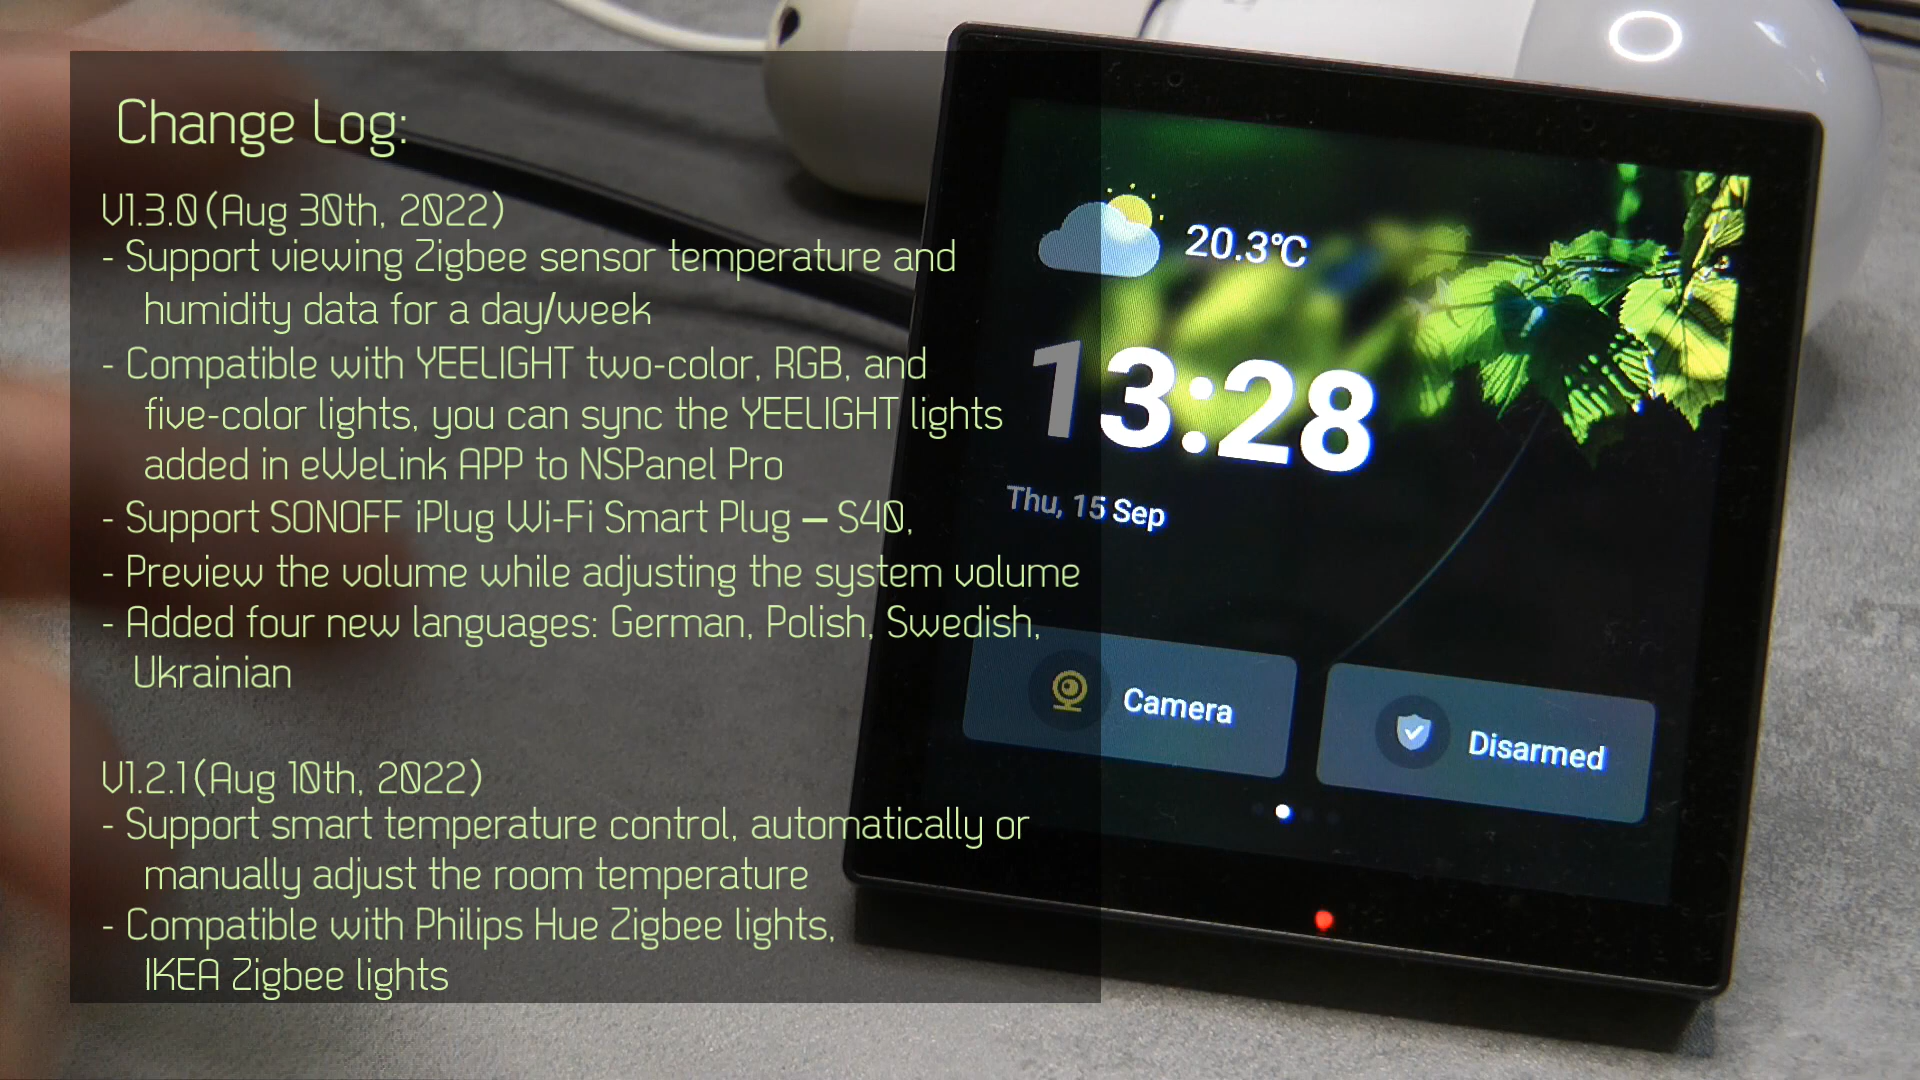 Change Log:
V1.3.0 (Aug 30th, 2022)
- Support viewing Zigbee sensor temperature and
humidity data for a day/week
- Compatible with YEELIGHT two-color, RGB, and
five-color lights, you can sync the YEELIGHT lights
added in eWeLink APP to NSPanel Pro
- Support SONOFF iPlug Wi-Fi Smart Plug – S40,
- Preview the volume while adjusting the system volume
- Added four new languages: German, Polish, Swedish,
Ukrainian
V1.2.1 (Aug 10th, 2022)
- Support smart temperature control, automatically or
manually adjust the room temperature
- Compatible with Philips Hue Zigbee lights,
IKEA Zigbee lights
20.3°C
13:28
Thu, 15 Sep
Camera
Disarmed